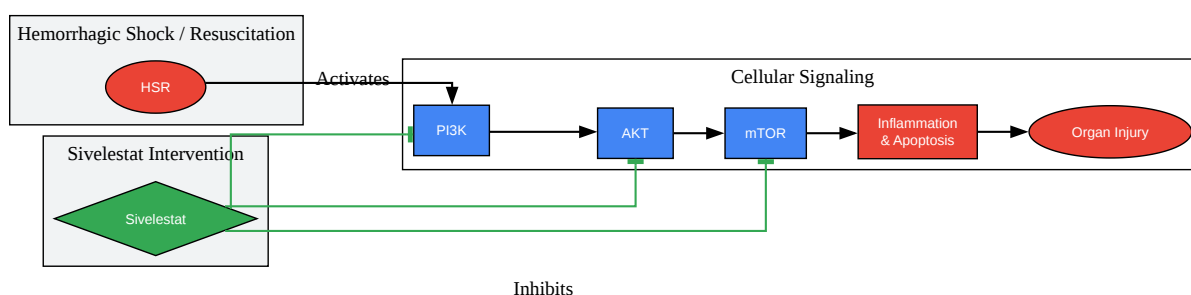 Hemorrhagic Shock / Resuscitation
HSR
Activates
Cellular Signaling
PI3K
AKT
mTOR
Inflammation
& Apoptosis
Organ Injury
Sivelestat Intervention
Sivelestat
Inhibits